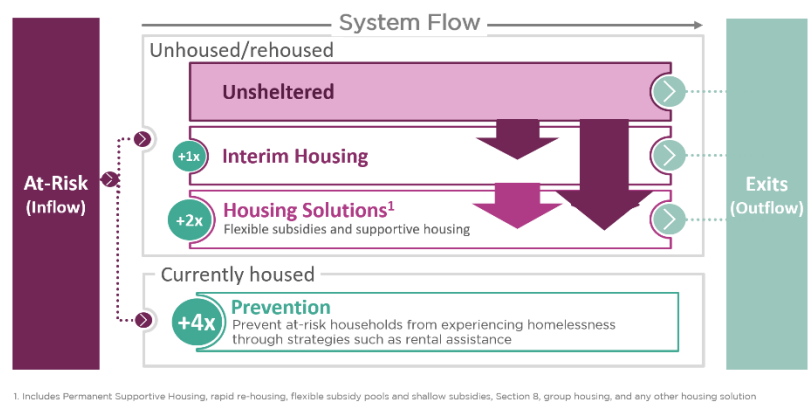 System Flow
Unhoused/rehoused
Unsheltered
+1x
Interim Housing
At-Risk
(Inflow)
+2x
Housing Solutions1
Flexible subsidies and supportive housing
Exits
(Outflow)
Currently housed
+4x
Prevention
Prevent at-risk households from experiencing homelessness
through strategies such as rental assistance
1. Includes Permanent Supportive Housing, rapid re-housing, flexible subsidy pools and shallow subsidies, Section 8, group housing, and any other housing solution